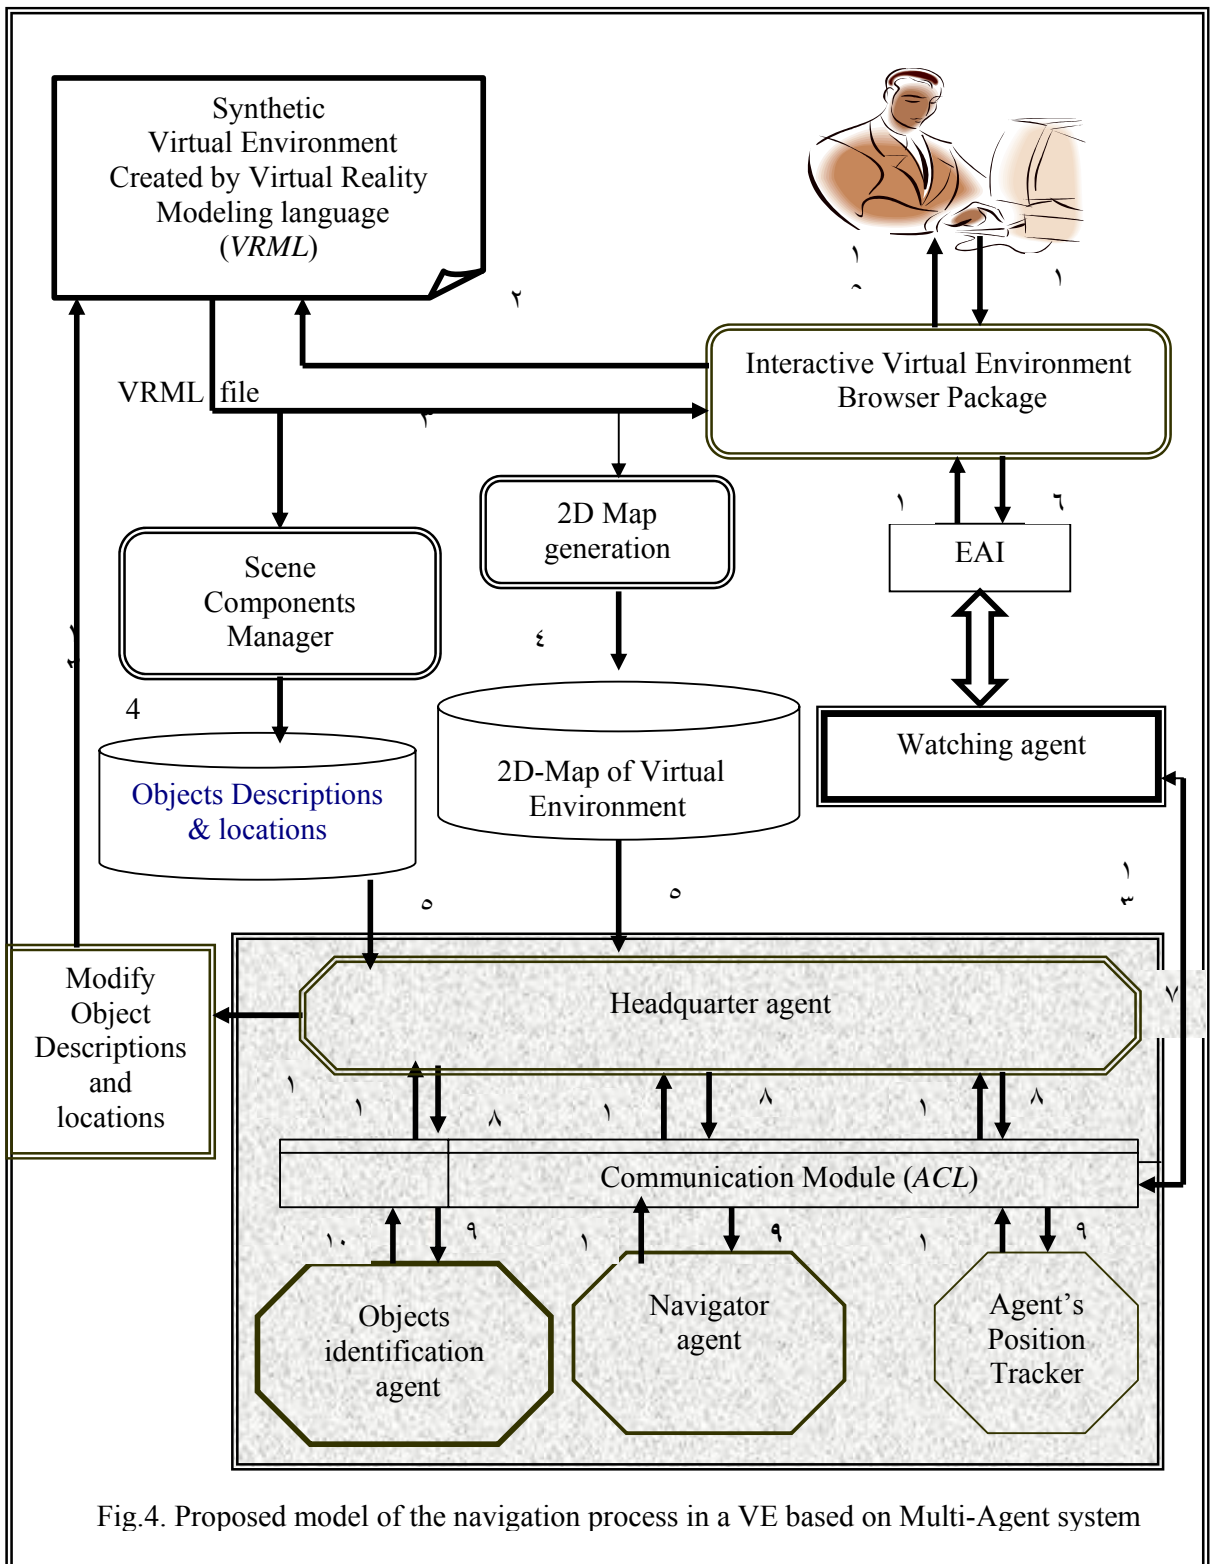 Synthetic
Virtual Environment
Created by Virtual Reality
Modeling language
(VRML)
١
١
٢
Interactive Virtual Environment
Browser Package
VRML file
٣
١
٦
2D Map
generation
EAI
Scene
Components
Manager
٤
4
Watching agent
2D-Map of Virtual
Environment
Objects Descriptions
& locations
١
٣
٥
٥
٧
Modify
Object
Descriptions
and
locations
Headquarter agent
١
١
٨
١
٨
١
٨
Communication Module (ACL)
١٠
٩
١
٩
١
٩
Objects
identification
agent
Navigator
agent
Agent’s
Position
Tracker
Fig.4. Proposed model of the navigation process in a VE based on Multi-Agent system